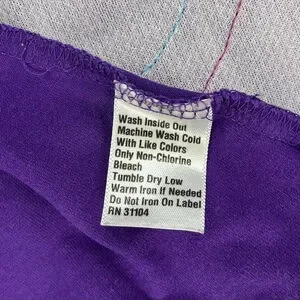 Wash Inside Out
Machine Wash Cold
With Like Colors
Only Non-Chlorine
Bleach
Tumble Dry Low
Warm Iron If Needed
Do Not Iron On Label
RN 31104